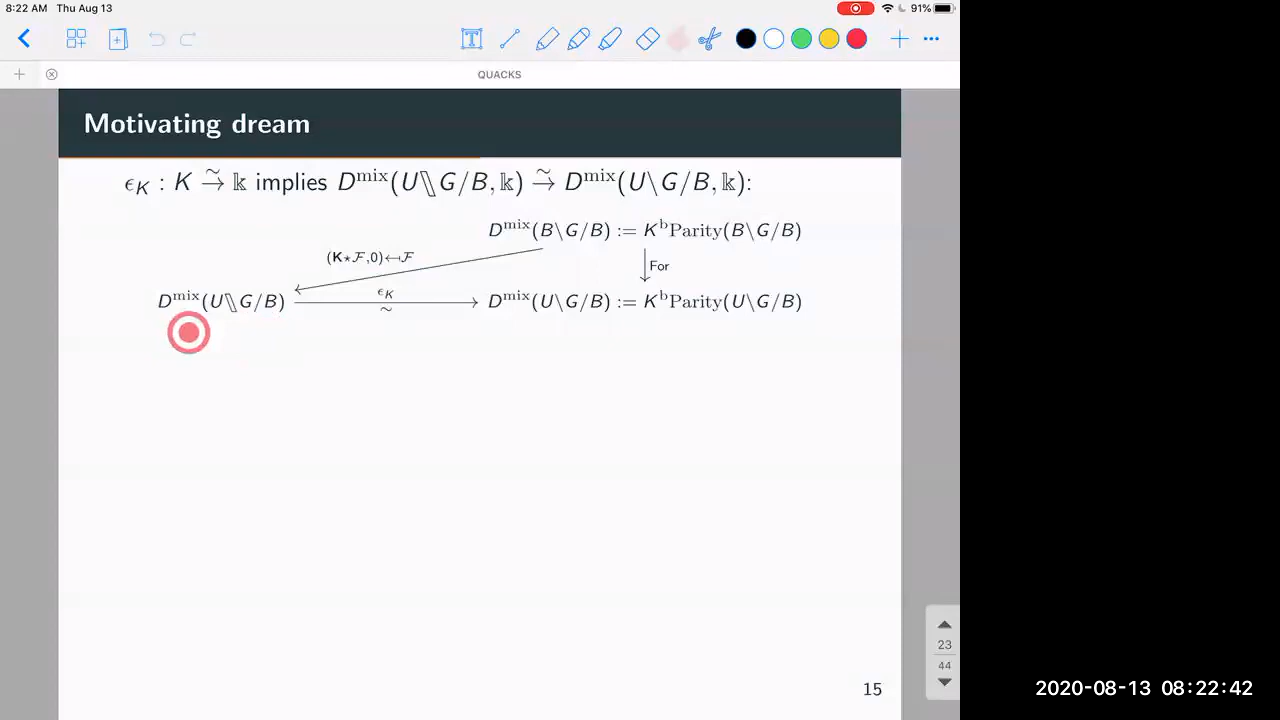 8:22 AM Thu Aug 13
91%
QUACKS
Motivating dream
ϵ_K : K ⥲ 𝕜 implies D^mix(U\\G/B, 𝕜) ⥲ D^mix(U\G/B, 𝕜):
D^mix(B\G/B) := K^b Parity(B\G/B)
(K⋆ℱ,0)↤ℱ
For
ϵ_K
D^mix(U\\G/B) ⥲ D^mix(U\G/B) := K^b Parity(U\G/B)
23
44
15
2020-08-13 08:22:42